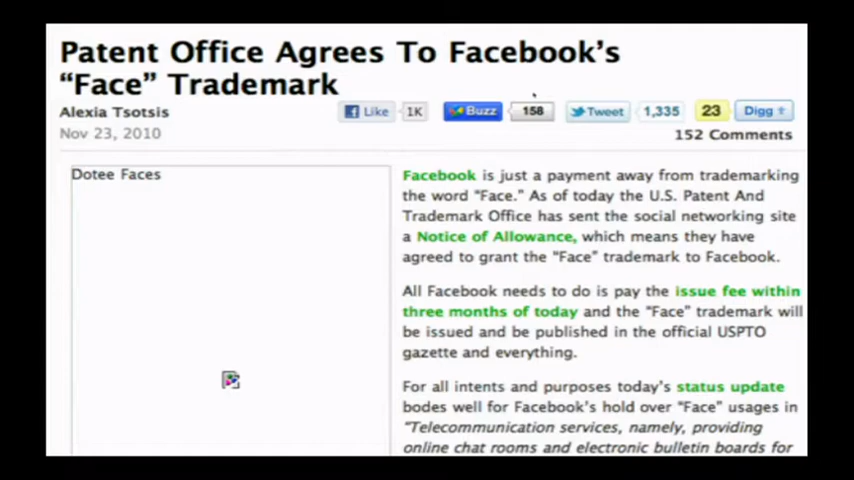 Patent Office Agrees To Facebook's
"Face" Trademark
Alexia Tsotsis
Like 1K Buzz 158 Tweet 1,335 23 Digg
Nov 23, 2010
152 Comments
Dotee Faces
Facebook is just a payment away from trademarking
the word "Face." As of today the U.S. Patent And
Trademark Office has sent the social networking site
a Notice of Allowance, which means they have
agreed to grant the "Face" trademark to Facebook.
All Facebook needs to do is pay the issue fee within
three months of today and the "Face" trademark will
be issued and be published in the official USPTO
gazette and everything.
For all intents and purposes today's status update
bodes well for Facebook's hold over "Face" usages in
"Telecommunication services, namely, providing
online chat rooms and electronic bulletin boards for